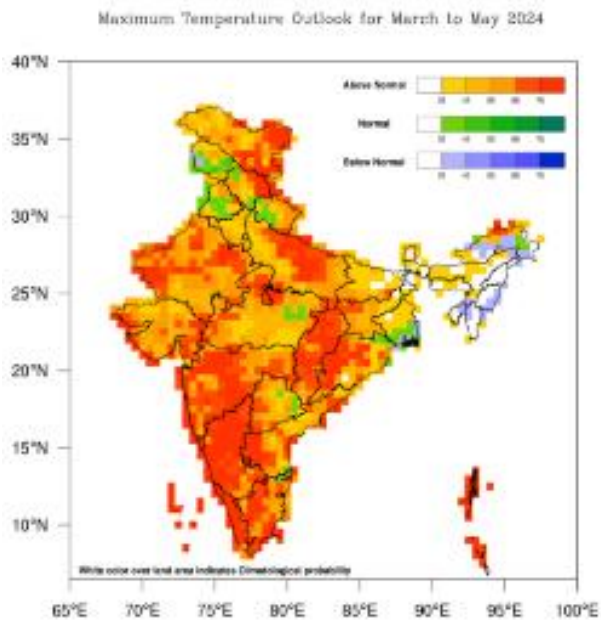 Maximum Temperature Outlook for March to May 2024
40°N
35°N
30°N
25°N
20°N
15°N
10°N
Above Normal
Normal
Below Normal
White color over land area indicates Climatological probability
65°E 70°E 75°E 80°E 85°E 90°E 95°E 100°E